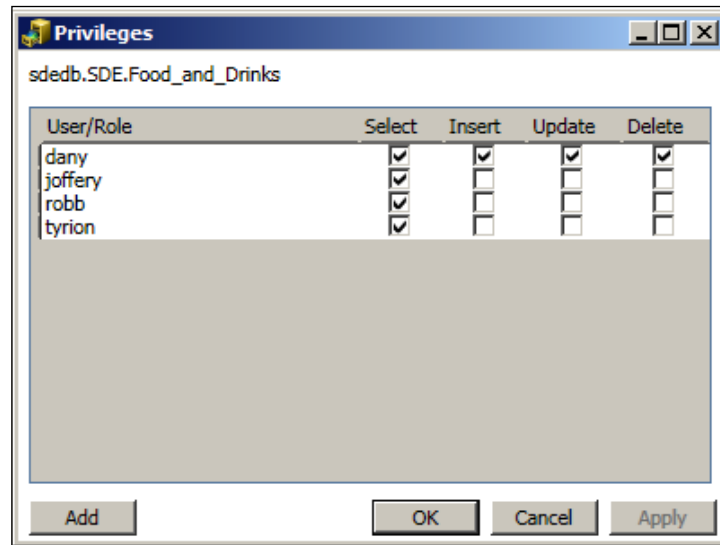 Privileges
sdedb.SDE.Food_and_Drinks
User/Role Select Insert Update Delete
dany
joffery
robb
tyrion
Add OK Cancel Apply